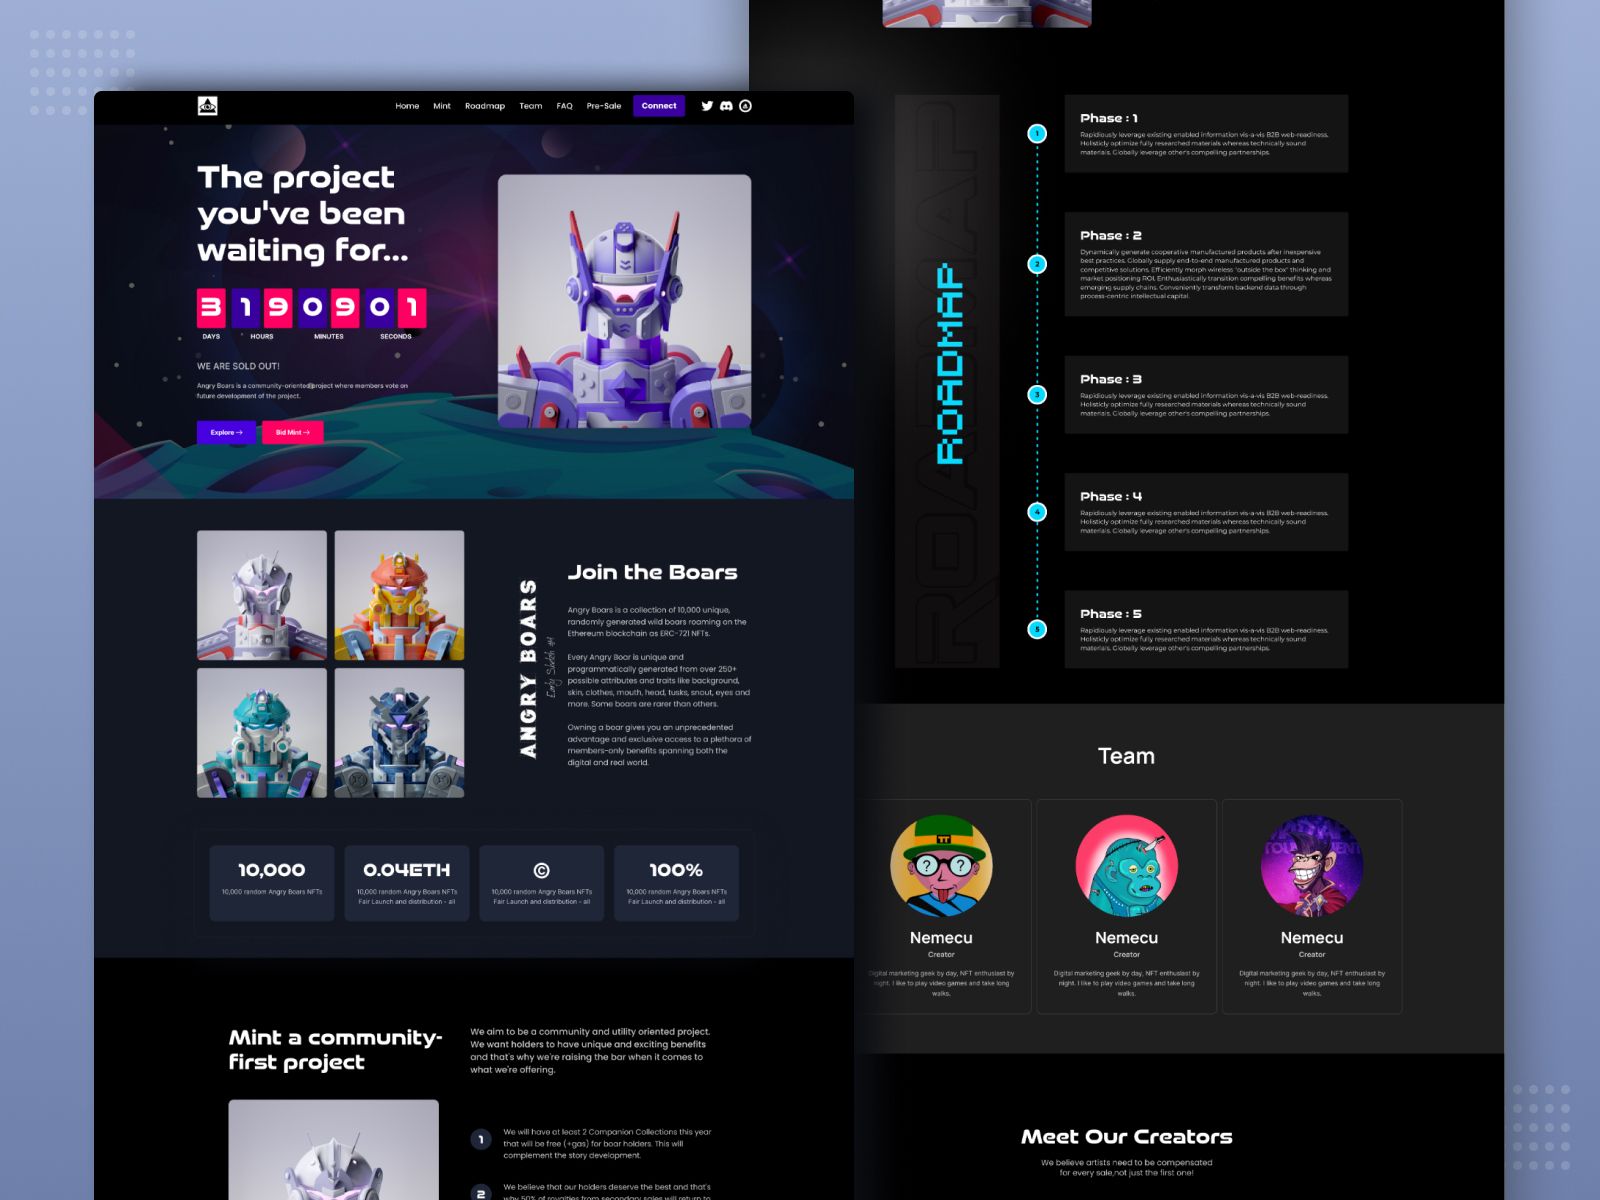 Home Mint Roadmap Team FAQ Pre-Sale Connect
The project
you've been
waiting for...
3 1 9 0 9 0 1
DAYS HOURS MINUTES SECONDS
WE ARE SOLD OUT!
Angry Boars is a community-oriented project where members vote on
future development of the project.
Explore → Bid Mint →
ANGRY BOARS
Early Sketch #4
Join the Boars
Angry Boars is a collection of 10,000 unique,
randomly generated wild boars roaming on the
Ethereum blockchain as ERC-721 NFTs.
Every Angry Boar is unique and
programmatically generated from over 250+
possible attributes and traits like background,
skin, clothes, mouth, head, tusks, snout, eyes and
more. Some boars are rarer than others.
Owning a boar gives you an unprecedented
advantage and exclusive access to a plethora of
members-only benefits spanning both the
digital and real world.
10,000
10,000 random Angry Boars NFTs
0.04ETH
10,000 random Angry Boars NFTs
Fair Launch and distribution - all
©
10,000 random Angry Boars NFTs
Fair Launch and distribution - all
100%
10,000 random Angry Boars NFTs
Fair Launch and distribution - all
Mint a community-
first project
We aim to be a community and utility oriented project.
We want holders to have unique and exciting benefits
and that's why we're raising the bar when it comes to
what we're offering.
1
We will have at least 2 Companion Collections this year
that will be free (+gas) for boar holders. This will
complement the story development.
2
We believe that our holders deserve the best and that's
why 50% of royalties from secondary sales will return to
ROADMAP
ROADMAP
1
Phase : 1
Rapidiously leverage existing enabled information vis-a-vis B2B web-readiness.
Holisticly optimize fully researched materials whereas technically sound
materials. Globally leverage other's compelling partnerships.
2
Phase : 2
Dynamically generate cooperative manufactured products after inexpensive
best practices. Globally supply end-to-end manufactured products and
competitive solutions. Efficiently morph wireless "outside the box" thinking and
market positioning ROI. Enthusiastically transition compelling benefits whereas
emerging supply chains. Conveniently transform backend data through
process-centric intellectual capital.
3
Phase : 3
Rapidiously leverage existing enabled information vis-a-vis B2B web-readiness.
Holisticly optimize fully researched materials whereas technically sound
materials. Globally leverage other's compelling partnerships.
4
Phase : 4
Rapidiously leverage existing enabled information vis-a-vis B2B web-readiness.
Holisticly optimize fully researched materials whereas technically sound
materials. Globally leverage other's compelling partnerships.
5
Phase : 5
Rapidiously leverage existing enabled information vis-a-vis B2B web-readiness.
Holisticly optimize fully researched materials whereas technically sound
materials. Globally leverage other's compelling partnerships.
Team
Nemecu
Creator
Digital marketing geek by day, NFT enthusiast by
night. I like to play video games and take long
walks.
Nemecu
Creator
Digital marketing geek by day, NFT enthusiast by
night. I like to play video games and take long
walks.
Nemecu
Creator
Digital marketing geek by day, NFT enthusiast by
night. I like to play video games and take long
walks.
Meet Our Creators
We believe artists need to be compensated
for every sale,not just the first one!